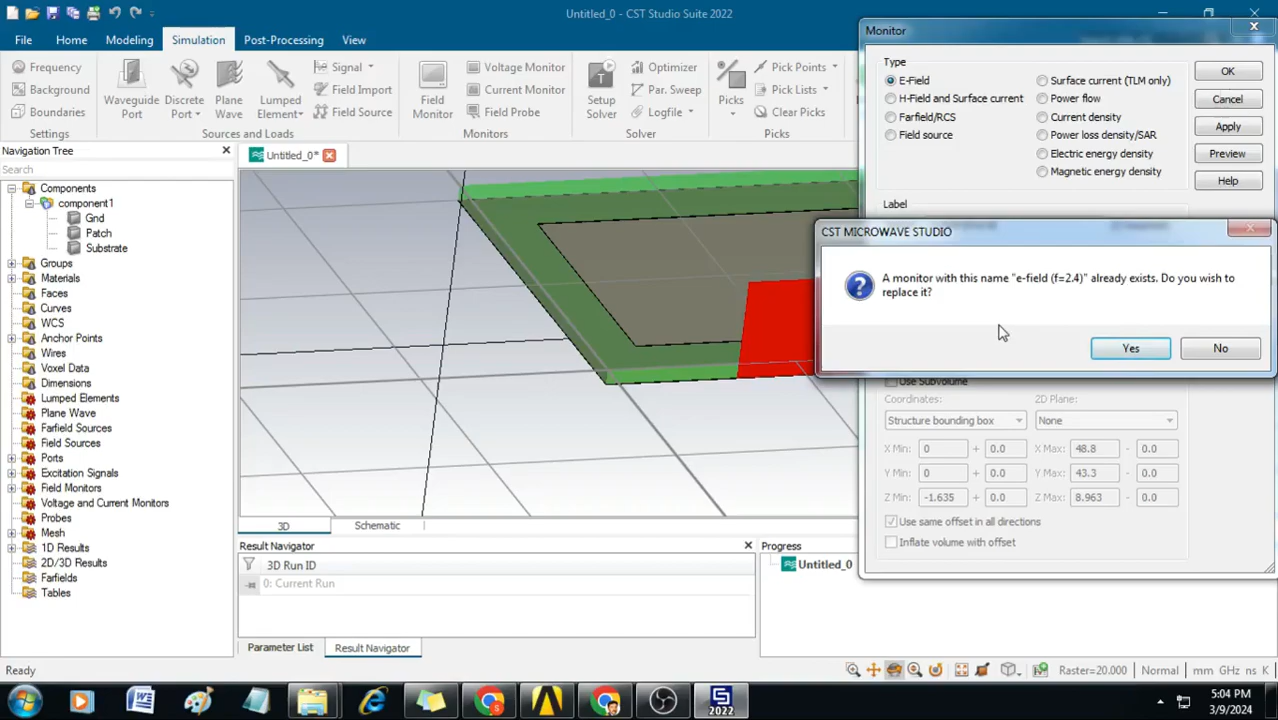 Untitled_0 - CST Studio Suite 2022
File Home Modeling Simulation Post-Processing View
Frequency
Background
Boundaries
Settings
Waveguide Port
Discrete Port
Plane Wave
Lumped Element
Signal
Field Import
Field Source
Sources and Loads
Field Monitor
Voltage Monitor
Current Monitor
Field Probe
Monitors
Setup Solver
Optimizer
Par. Sweep
Logfile
Solver
Picks
Pick Points
Pick Lists
Clear Picks
Picks
Navigation Tree
Search
Components
component1
Gnd
Patch
Substrate
Groups
Materials
Faces
Curves
WCS
Anchor Points
Wires
Voxel Data
Dimensions
Lumped Elements
Plane Wave
Farfield Sources
Field Sources
Ports
Excitation Signals
Field Monitors
Voltage and Current Monitors
Probes
Mesh
1D Results
2D/3D Results
Farfields
Tables
Untitled_0*
3D Schematic
Result Navigator
3D Run ID
0: Current Run
Parameter List Result Navigator
Progress
Untitled_0
Monitor
Type
E-Field
H-Field and Surface current
Farfield/RCS
Field source
Surface current (TLM only)
Power flow
Current density
Power loss density/SAR
Electric energy density
Magnetic energy density
OK
Cancel
Apply
Preview
Help
Label
CST MICROWAVE STUDIO
A monitor with this name "e-field (f=2.4)" already exists. Do you wish to
replace it?
Yes No
Use Subvolume
Coordinates: 2D Plane:
Structure bounding box None
X Min: 0 + 0.0 X Max: 48.8 - 0.0
Y Min: 0 + 0.0 Y Max: 43.3 - 0.0
Z Min: -1.635 + 0.0 Z Max: 8.963 - 0.0
Use same offset in all directions
Inflate volume with offset
Ready
Raster=20.000 Normal mm GHz ns K
2022
5:04 PM
3/9/2024